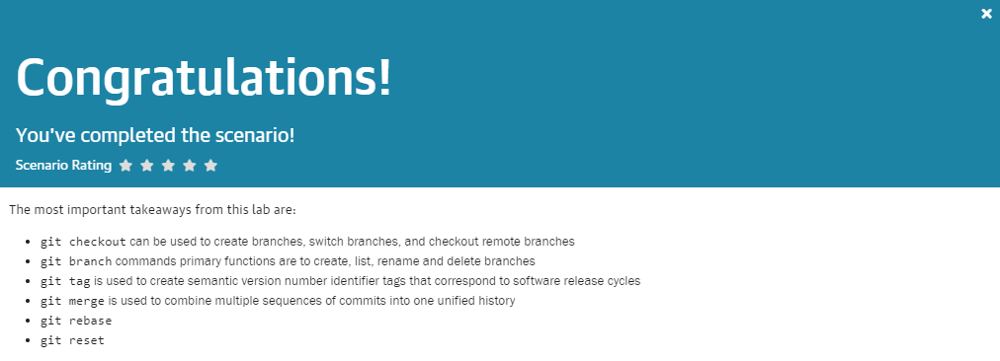 Congratulations!
You've completed the scenario!
Scenario Rating
The most important takeaways from this lab are:
• git checkout can be used to create branches, switch branches, and checkout remote branches
• git branch commands primary functions are to create, list, rename and delete branches
• git tag is used to create semantic version number identifier tags that correspond to software release cycles
• git merge is used to combine multiple sequences of commits into one unified history
• git rebase
• git reset